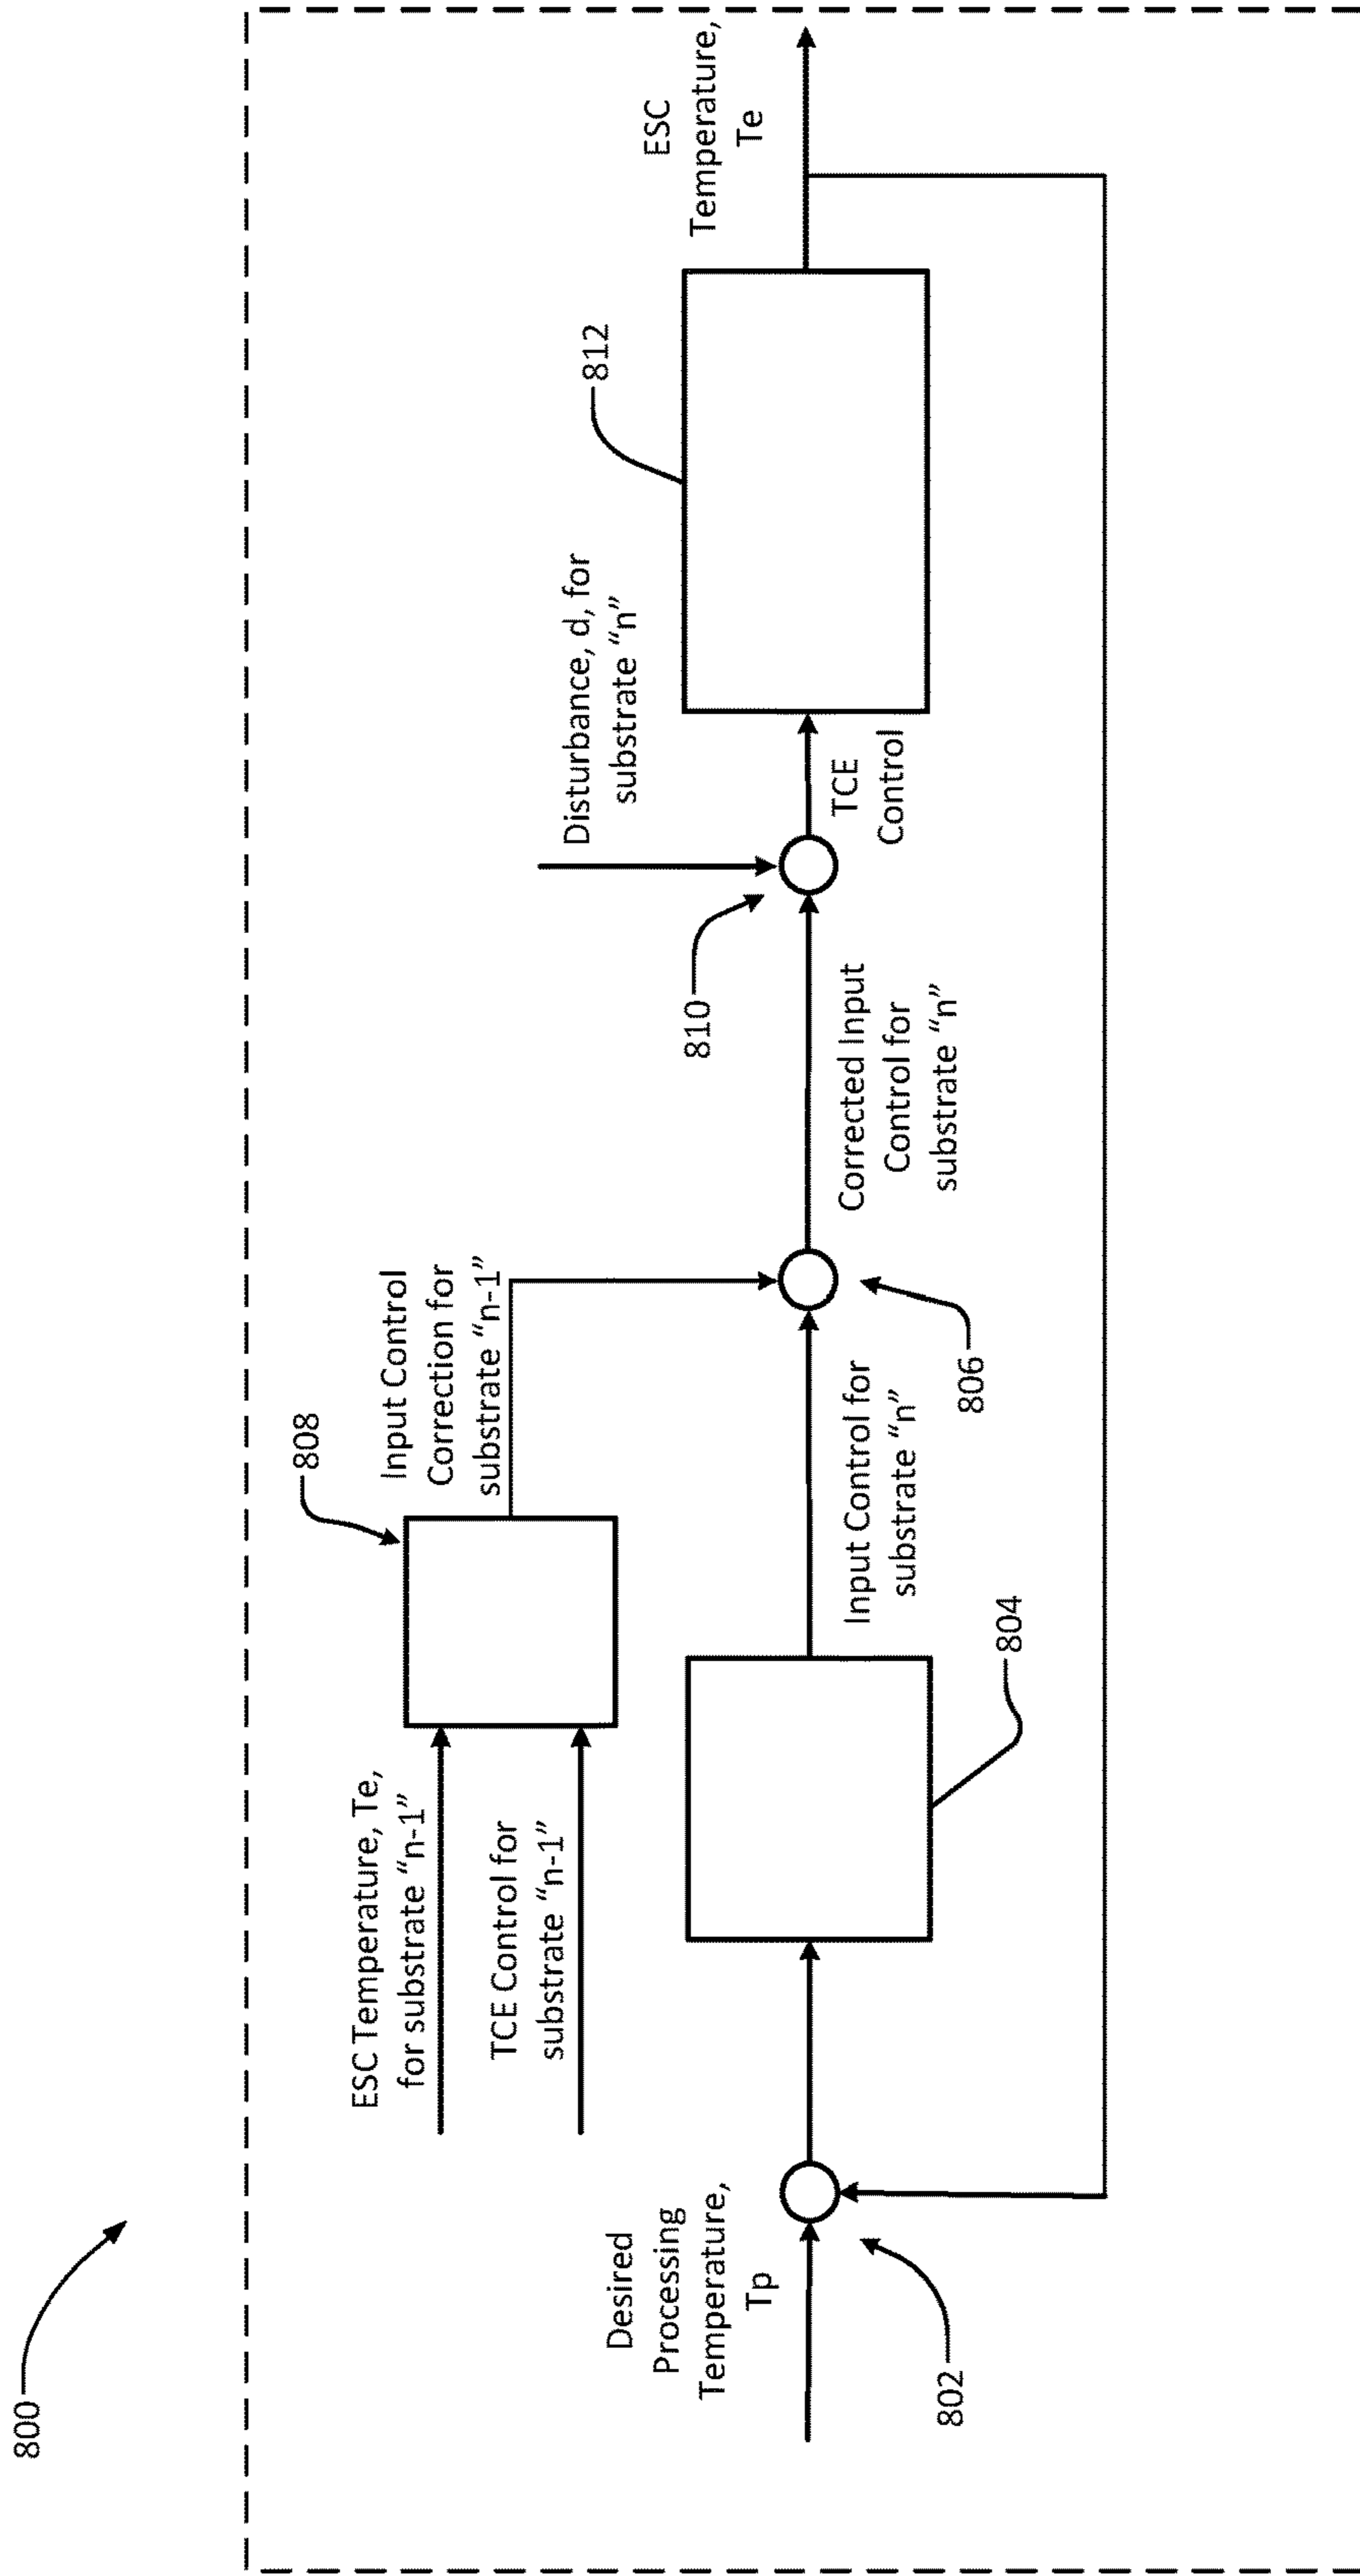 800
808
Input Control
Correction for
substrate “n-1”
ESC Temperature, Te,
for substrate “n-1”
TCE Control for
substrate “n-1”
Disturbance, d, for
substrate “n”
812
ESC
Temperature,
Te
810
Desired
Processing
Temperature,
Tp
802
804
Input Control for
substrate “n”
806
Corrected Input
Control for
substrate “n”
TCE
Control